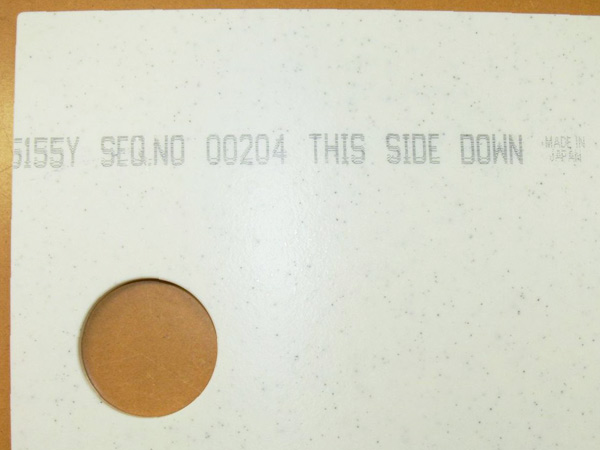 5155Y SEQ.NO 00204 THIS SIDE DOWN
MADE IN
JAPAN